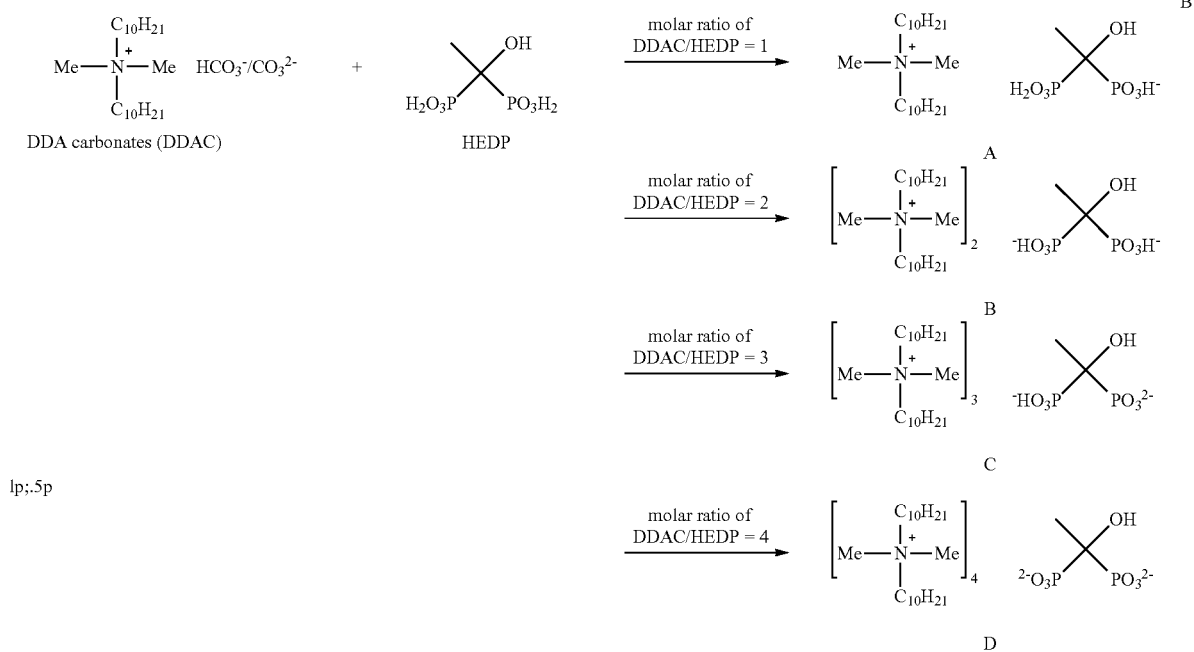 B
C₁₀H₂₁
Me—N⁺—Me HCO₃⁻/CO₃²⁻
C₁₀H₂₁
DDA carbonates (DDAC)
+
OH
H₂O₃P PO₃H₂
HEDP
molar ratio of
DDAC/HEDP = 1
C₁₀H₂₁
Me—N⁺—Me
C₁₀H₂₁
OH
H₂O₃P PO₃H⁻
A
molar ratio of
DDAC/HEDP = 2
C₁₀H₂₁
[Me—N⁺—Me]₂
C₁₀H₂₁
OH
⁻HO₃P PO₃H⁻
B
molar ratio of
DDAC/HEDP = 3
C₁₀H₂₁
[Me—N⁺—Me]₃
C₁₀H₂₁
OH
⁻HO₃P PO₃²⁻
C
lp;.5p
molar ratio of
DDAC/HEDP = 4
C₁₀H₂₁
[Me—N⁺—Me]₄
C₁₀H₂₁
OH
²⁻O₃P PO₃²⁻
D